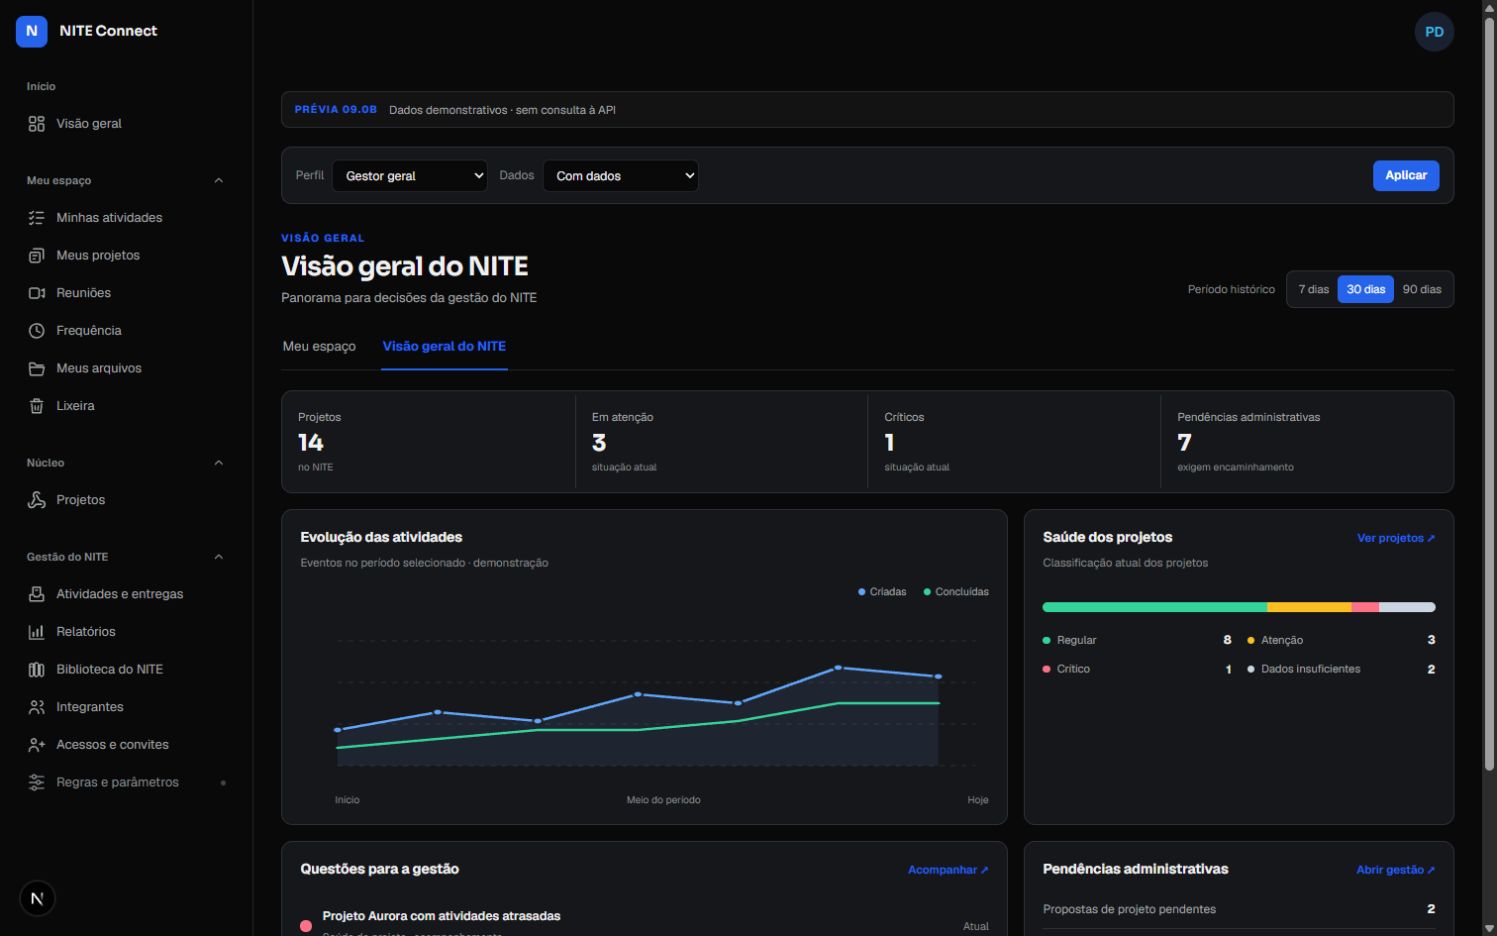 N NITE Connect
PD
Início
Visão geral
Meu espaço
Minhas atividades
Meus projetos
Reuniões
Frequência
Meus arquivos
Lixeira
Núcleo
Projetos
Gestão do NITE
Atividades e entregas
Relatórios
Biblioteca do NITE
Integrantes
Acessos e convites
Regras e parâmetros
N
PRÉVIA 09.0B Dados demonstrativos · sem consulta à API
Perfil Gestor geral Dados Com dados Aplicar
VISÃO GERAL
Visão geral do NITE
Panorama para decisões da gestão do NITE
Período histórico 7 dias 30 dias 90 dias
Meu espaço Visão geral do NITE
Projetos
14
no NITE
Em atenção
3
situação atual
Críticos
1
situação atual
Pendências administrativas
7
exigem encaminhamento
Evolução das atividades
Eventos no período selecionado · demonstração
Criadas Concluídas
Início Meio do período Hoje
Saúde dos projetos Ver projetos ↗
Classificação atual dos projetos
Regular 8 Atenção 3
Crítico 1 Dados insuficientes 2
Questões para a gestão Acompanhar ↗
Projeto Aurora com atividades atrasadas
Atual
Pendências administrativas Abrir gestão ↗
Propostas de projeto pendentes 2